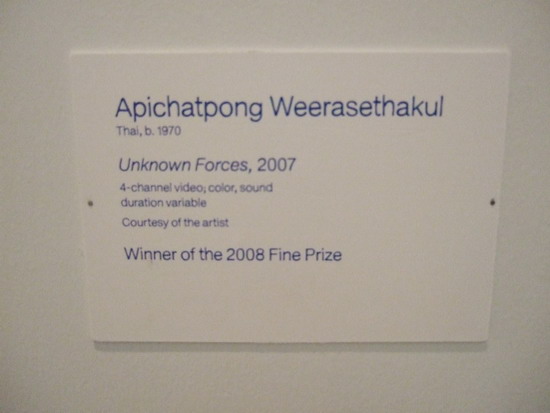 Apichatpong Weerasethakul
Thai, b. 1970
Unknown Forces, 2007
4-channel video; color, sound
duration variable
Courtesy of the artist
Winner of the 2008 Fine Prize